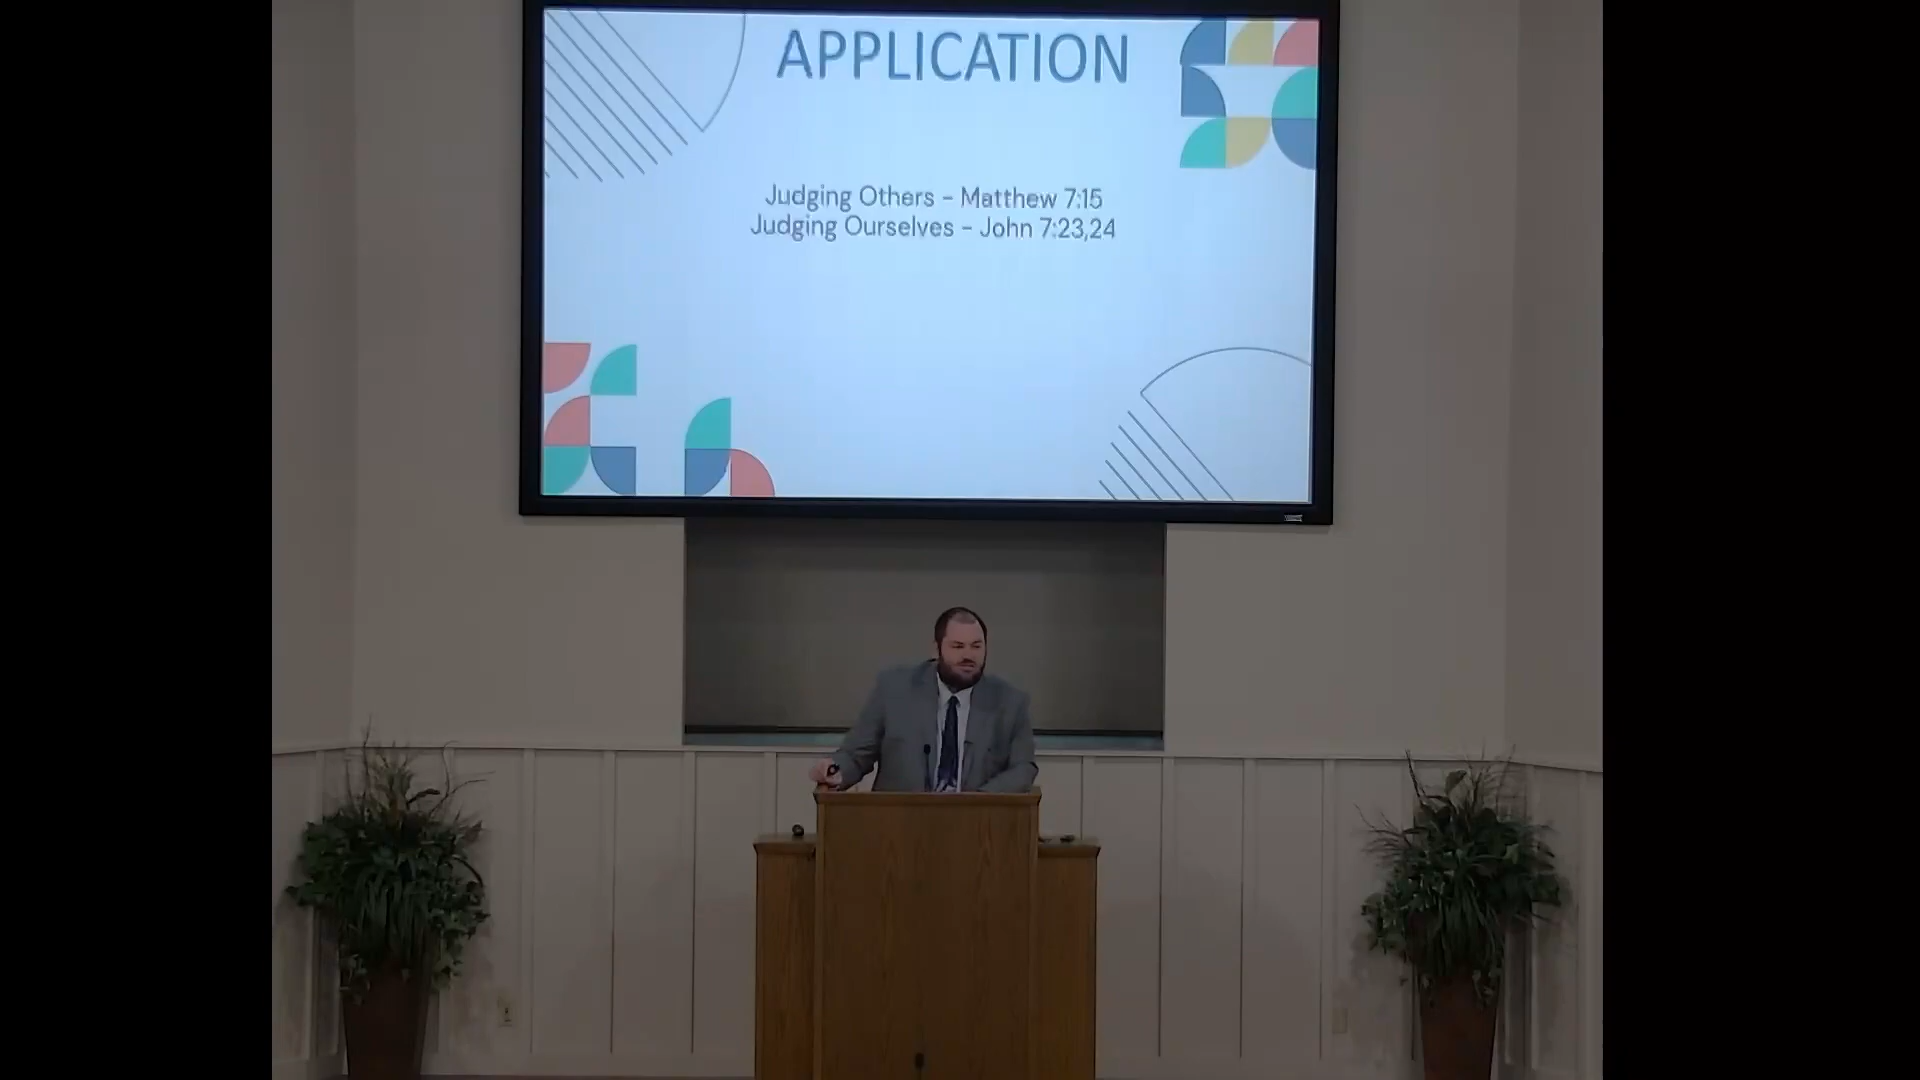 APPLICATION
Judging Others - Matthew 7:15
Judging Ourselves - John 7:23,24